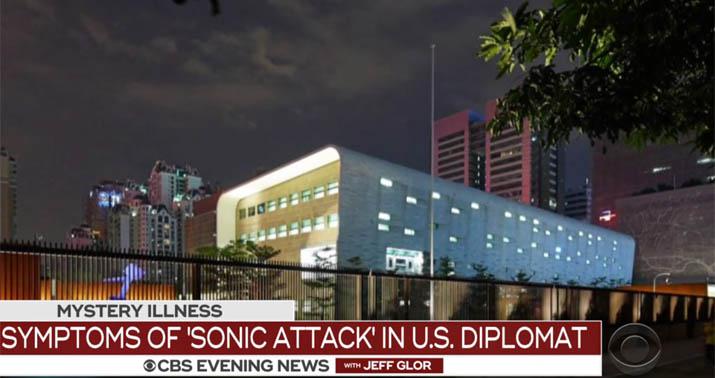 MYSTERY ILLNESS
SYMPTOMS OF 'SONIC ATTACK' IN U.S. DIPLOMAT
CBS EVENING NEWS WITH JEFF GLOR